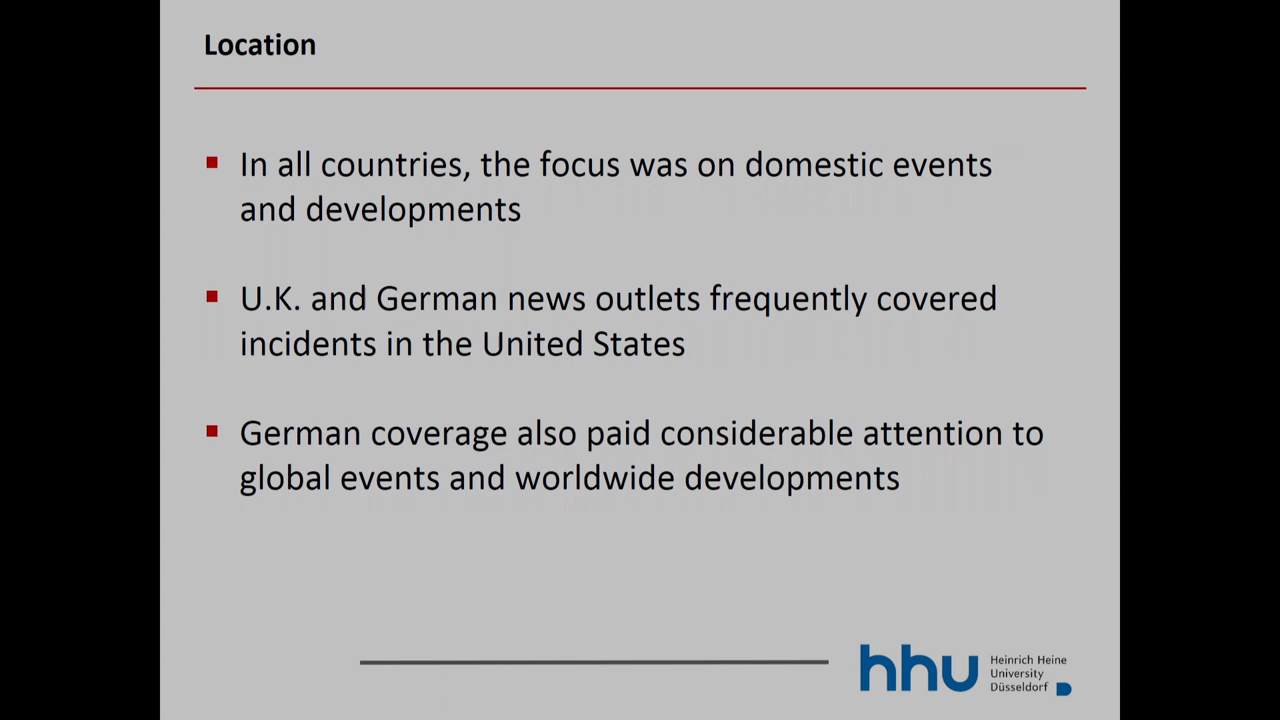 Location
In all countries, the focus was on domestic events
and developments
U.K. and German news outlets frequently covered
incidents in the United States
German coverage also paid considerable attention to
global events and worldwide developments
hhu
Heinrich Heine
University
Düsseldorf